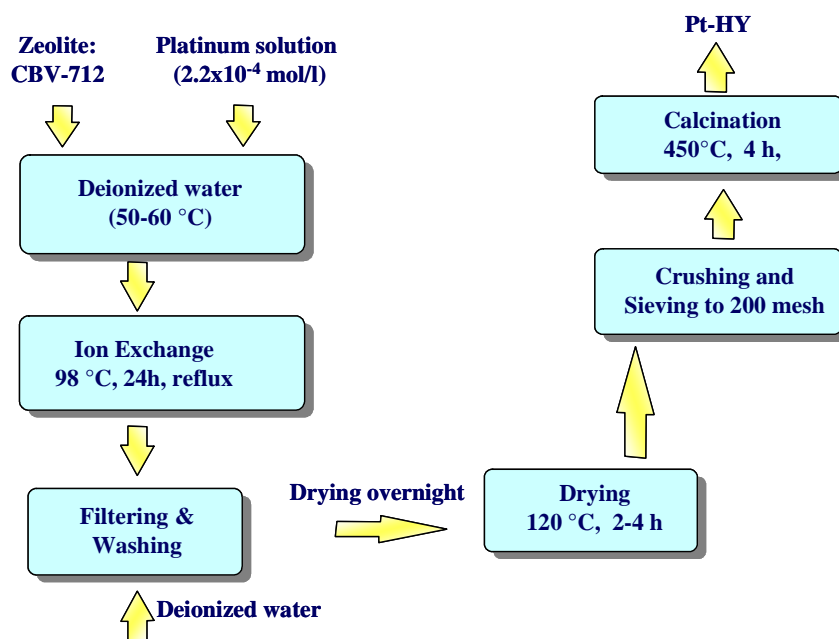 Zeolite:
CBV-712
Platinum solution
(2.2x10⁻⁴ mol/l)
Deionized water
(50-60 °C)
Ion Exchange
98 °C, 24h, reflux
Filtering &
Washing
Deionized water
Drying overnight
Drying
120 °C, 2-4 h
Crushing and
Sieving to 200 mesh
Calcination
450°C, 4 h,
Pt-HY